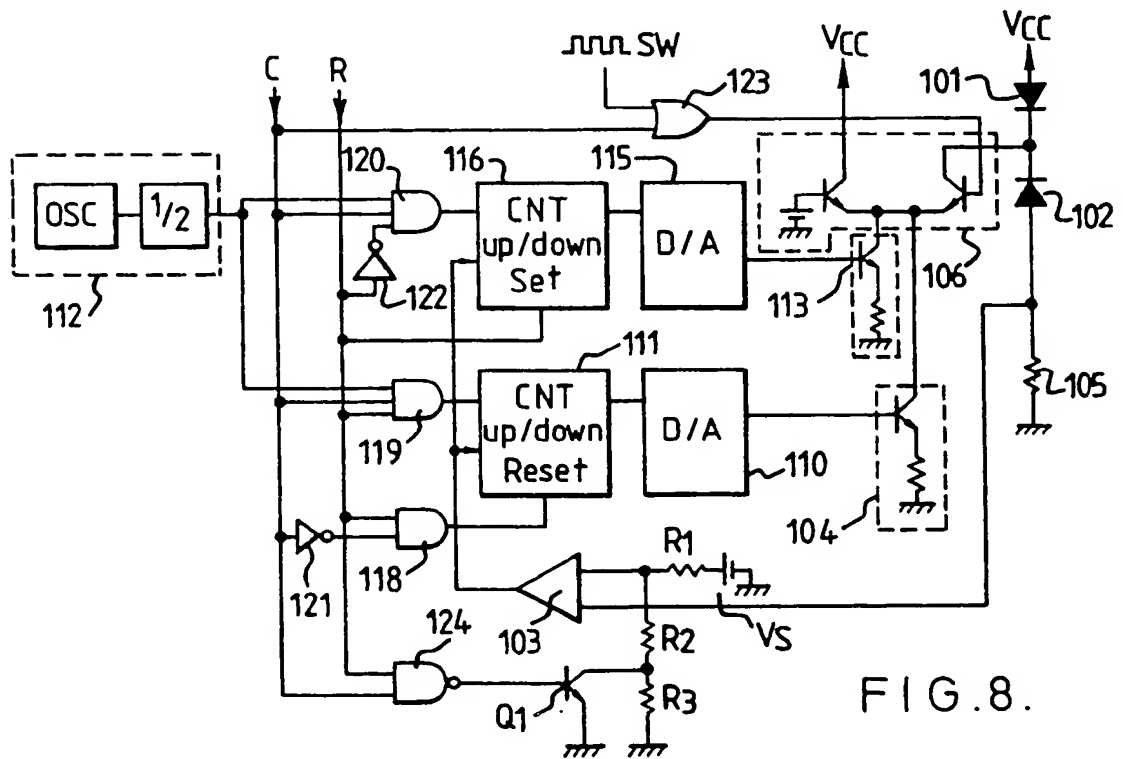 SW
VCC
VCC
C
R
123
101
120
116
115
OSC
1/2
CNT
up/down
Set
D/A
102
112
122
113
106
111
CNT
up/down
Reset
D/A
105
119
110
104
118
121
R1
103
VS
124
R2
Q1
R3
FIG.8.